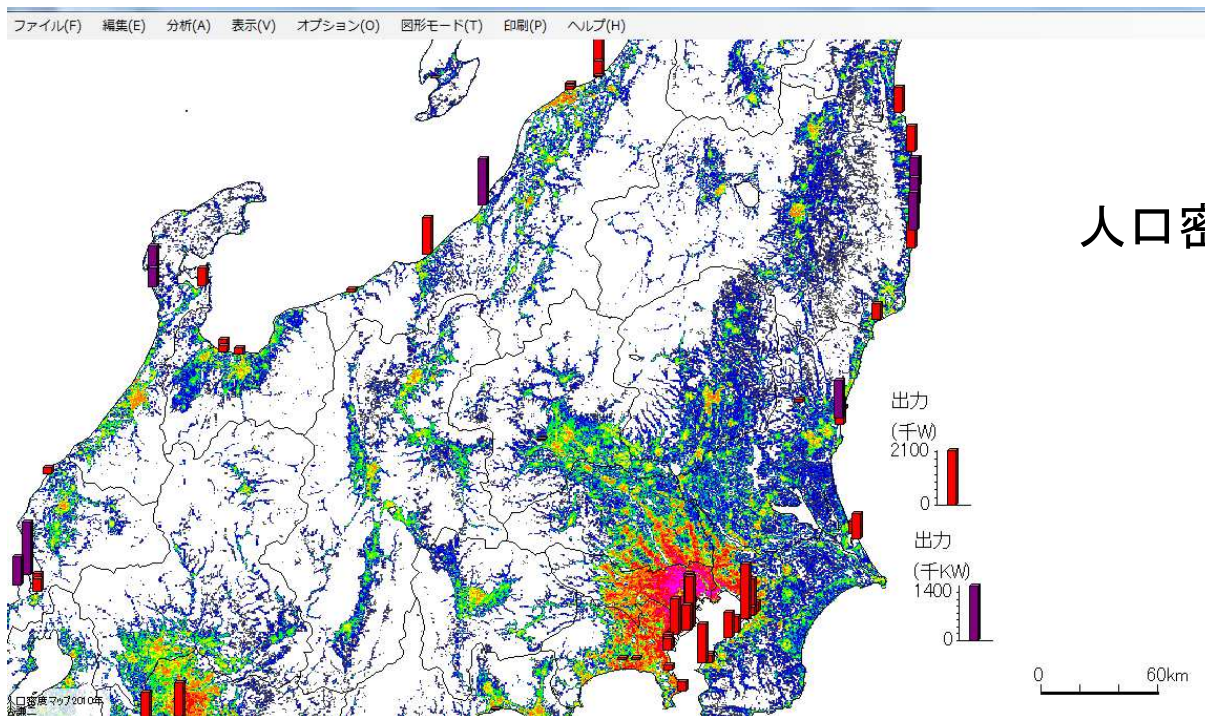 ファイル(F) 編集(E) 分析(A) 表示(V) オプション(O) 図形モード(T) 印刷(P) ヘルプ(H)
人口密
出力
(千W)
2100
0
出力
(千KW)
1400
0
0 60km
口密度マップ2010年